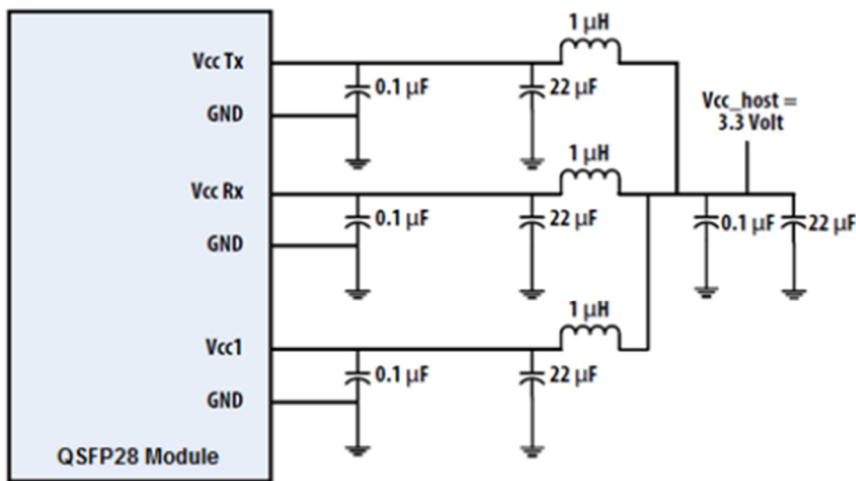 1 μH
Vcc Tx
0.1 μF
22 μF
GND
Vcc_host =
3.3 Volt
1 μH
Vcc Rx
0.1 μF
22 μF
0.1 μF
22 μF
GND
1 μH
Vcc1
0.1 μF
22 μF
GND
QSFP28 Module